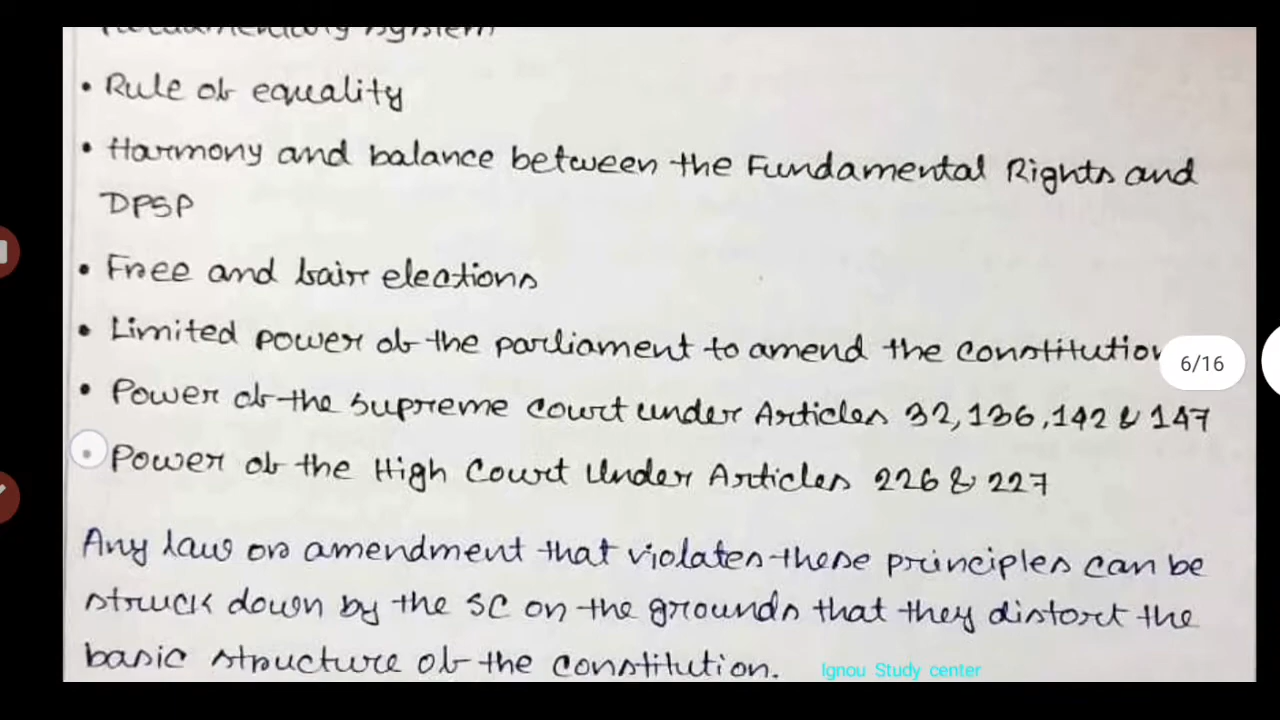 Parliamentary system
• Rule of equality
• Harmony and balance between the Fundamental Rights and
DPSP
• Free and fair elections
• Limited power of the parliament to amend the constitution
6/16
• Power of the Supreme Court under Articles 32, 136, 142 & 147
• Power of the High Court Under Articles 226 & 227
Any law or amendment that violates these principles can be
struck down by the SC on the grounds that they distort the
basic structure of the constitution.
Ignou Study center